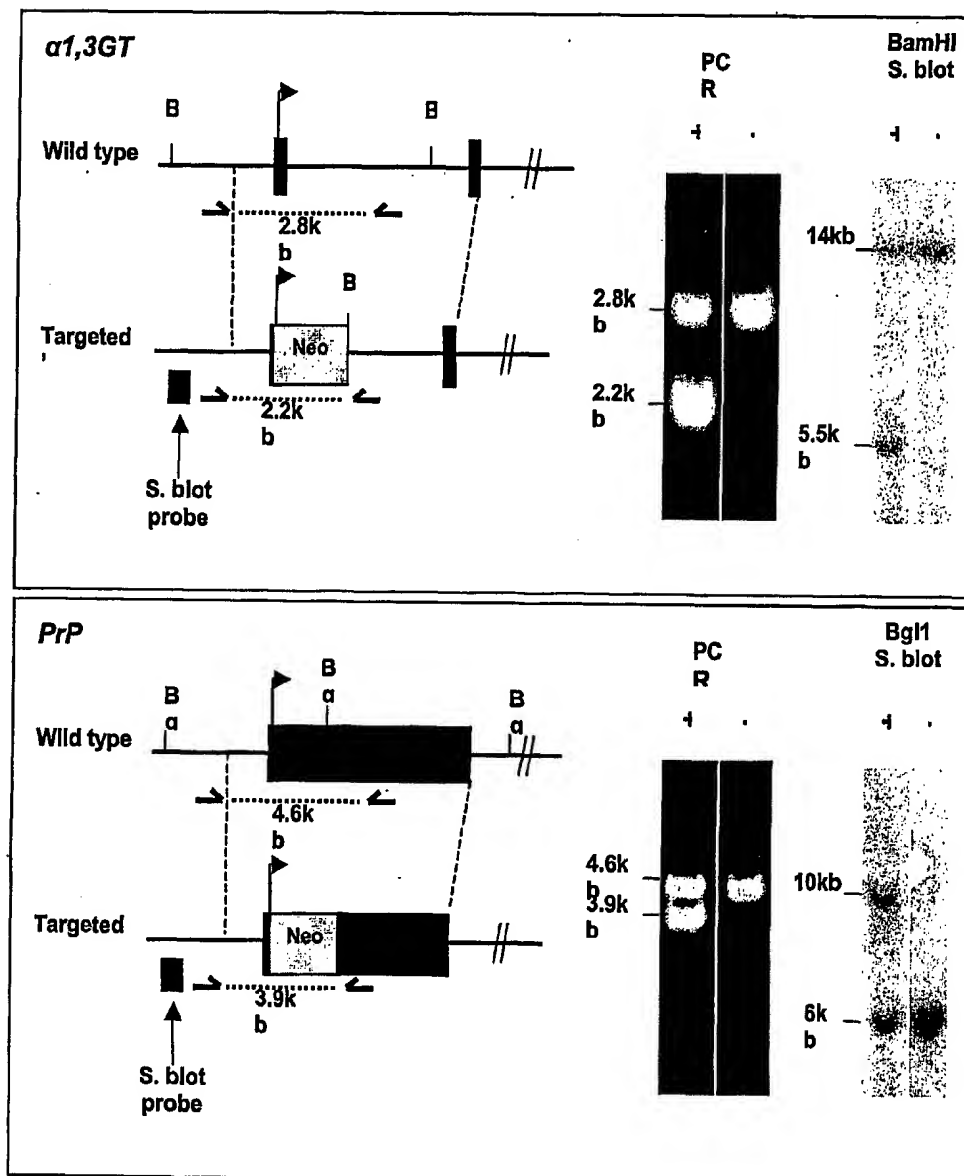 α1,3GT
BamHI
S. blot
PC
R
+ -
+ -
B
B
Wild type
2.8k
b
B
Targeted
Neo
2.2k
b
S. blot
probe
2.8k
b
2.2k
b
14kb
5.5k
b
PrP
Bgl1
S. blot
PC
R
+ -
+ -
B
g
B
g
B
g
Wild type
4.6k
b
Targeted
Neo
3.9k
b
S. blot
probe
4.6k
b
3.9k
b
10kb
6k
b